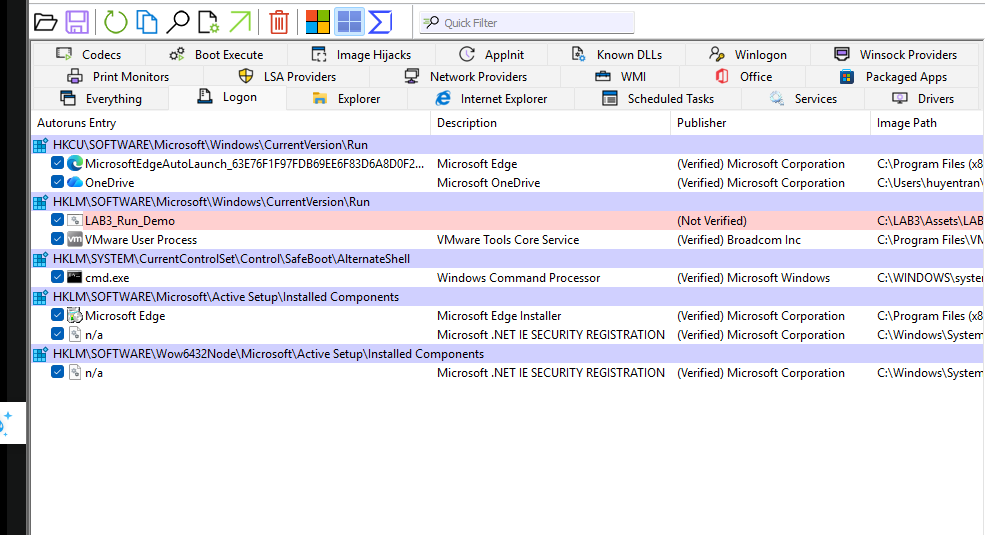 Quick Filter
Codecs Boot Execute Image Hijacks AppInit Known DLLs Winlogon Winsock Providers
Print Monitors LSA Providers Network Providers WMI Office Packaged Apps
Everything Logon Explorer Internet Explorer Scheduled Tasks Services Drivers
Autoruns Entry Description Publisher Image Path
HKCU\SOFTWARE\Microsoft\Windows\CurrentVersion\Run
MicrosoftEdgeAutoLaunch_63E76F1F97FDB69EE6F83D6A8D0F2... Microsoft Edge (Verified) Microsoft Corporation C:\Program Files (x8
OneDrive Microsoft OneDrive (Verified) Microsoft Corporation C:\Users\huyentran\
HKLM\SOFTWARE\Microsoft\Windows\CurrentVersion\Run
LAB3_Run_Demo (Not Verified) C:\LAB3\Assets\LAB
VMware User Process VMware Tools Core Service (Verified) Broadcom Inc C:\Program Files\VM
HKLM\SYSTEM\CurrentControlSet\Control\SafeBoot\AlternateShell
cmd.exe Windows Command Processor (Verified) Microsoft Windows C:\WINDOWS\system
HKLM\SOFTWARE\Microsoft\Active Setup\Installed Components
Microsoft Edge Microsoft Edge Installer (Verified) Microsoft Corporation C:\Program Files (x8
n/a Microsoft .NET IE SECURITY REGISTRATION (Verified) Microsoft Corporation C:\Windows\System
HKLM\SOFTWARE\Wow6432Node\Microsoft\Active Setup\Installed Components
n/a Microsoft .NET IE SECURITY REGISTRATION (Verified) Microsoft Corporation C:\Windows\System